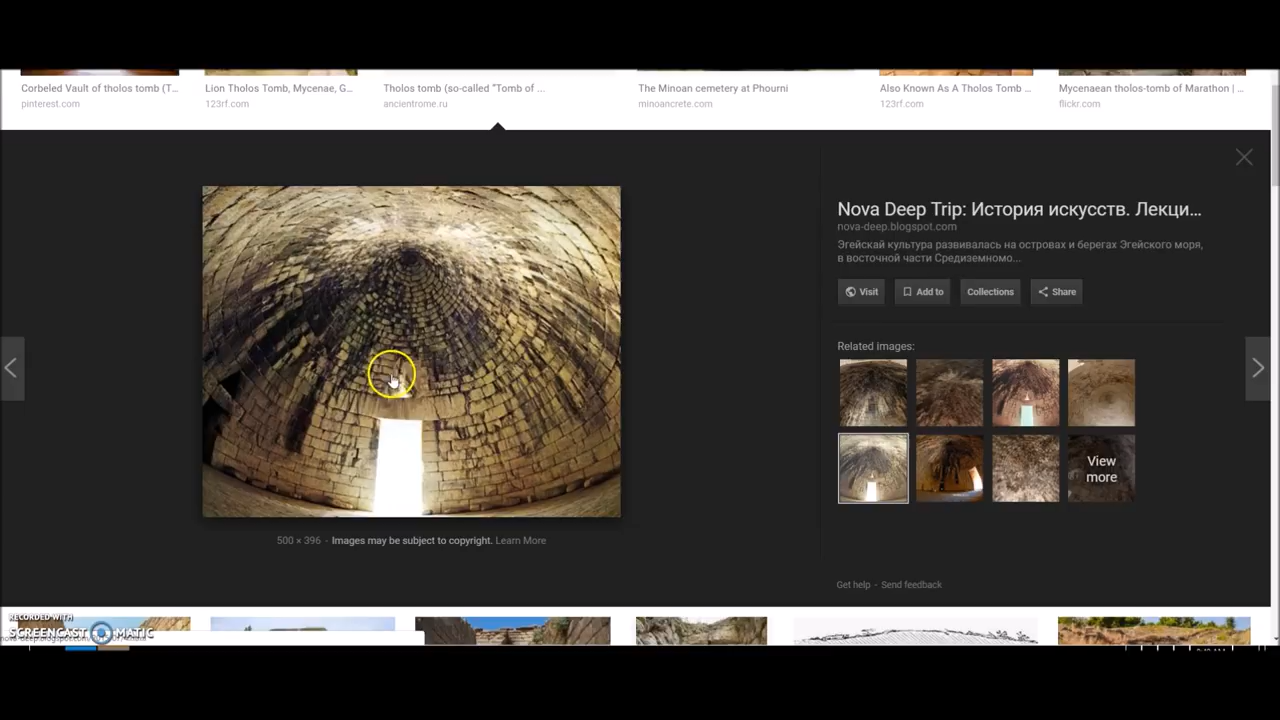 Corbeled Vault of tholos tomb (T...
pinterest.com
Lion Tholos Tomb, Mycenae, G...
123rf.com
Tholos tomb (so-called "Tomb of ...
ancientrome.ru
The Minoan cemetery at Phourni
minoancrete.com
Also Known As A Tholos Tomb ...
123rf.com
Mycenaean tholos-tomb of Marathon | ...
flickr.com
Nova Deep Trip: История искусств. Лекци...
nova-deep.blogspot.com
Эгейскай культура развивалась на островах и берегах Эгейского моря,
в восточной части Средиземномо...
Visit
Add to
Collections
Share
Related images:
View
more
500 × 396 - Images may be subject to copyright. Learn More
Get help - Send feedback
RECORDED WITH
SCREENCAST MATIC